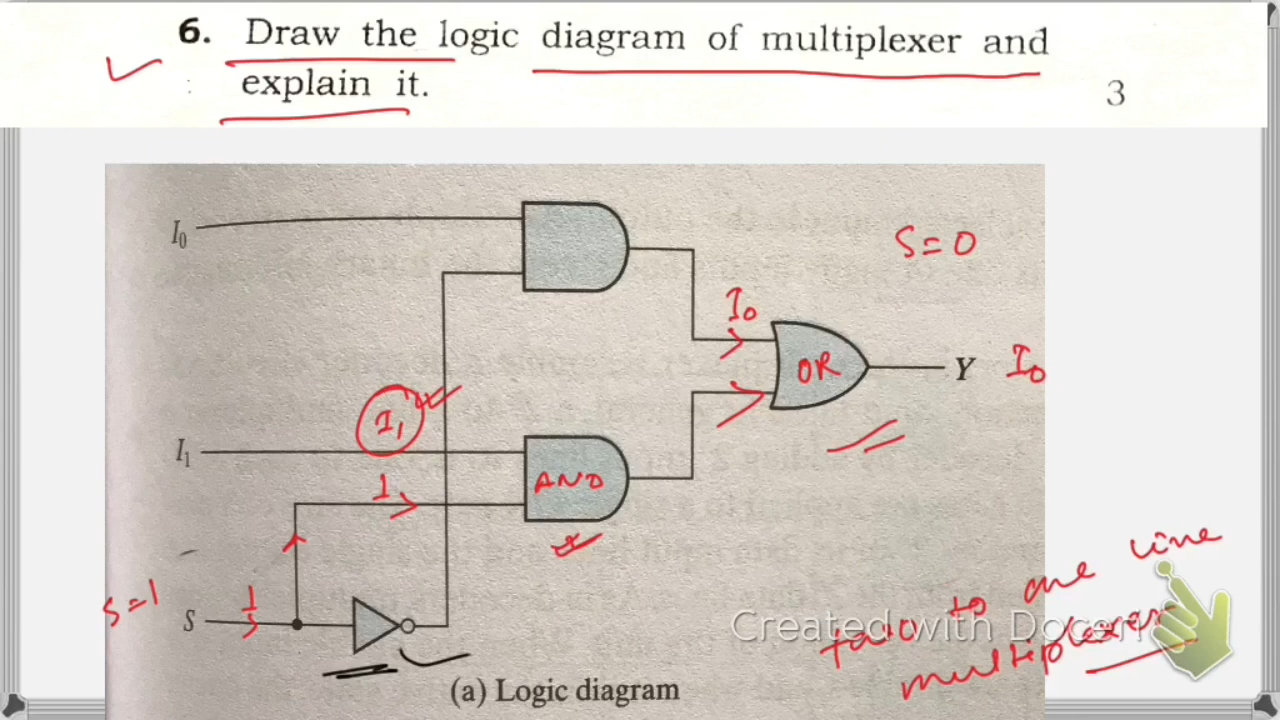 6. Draw the logic diagram of multiplexer and
explain it.
3
I₀
S=0
I₀
OR
Y
I₀
I₁
I₁
1
AND
S=1
1
S
two to one line
multiplexer
Created with Doceri
(a) Logic diagram